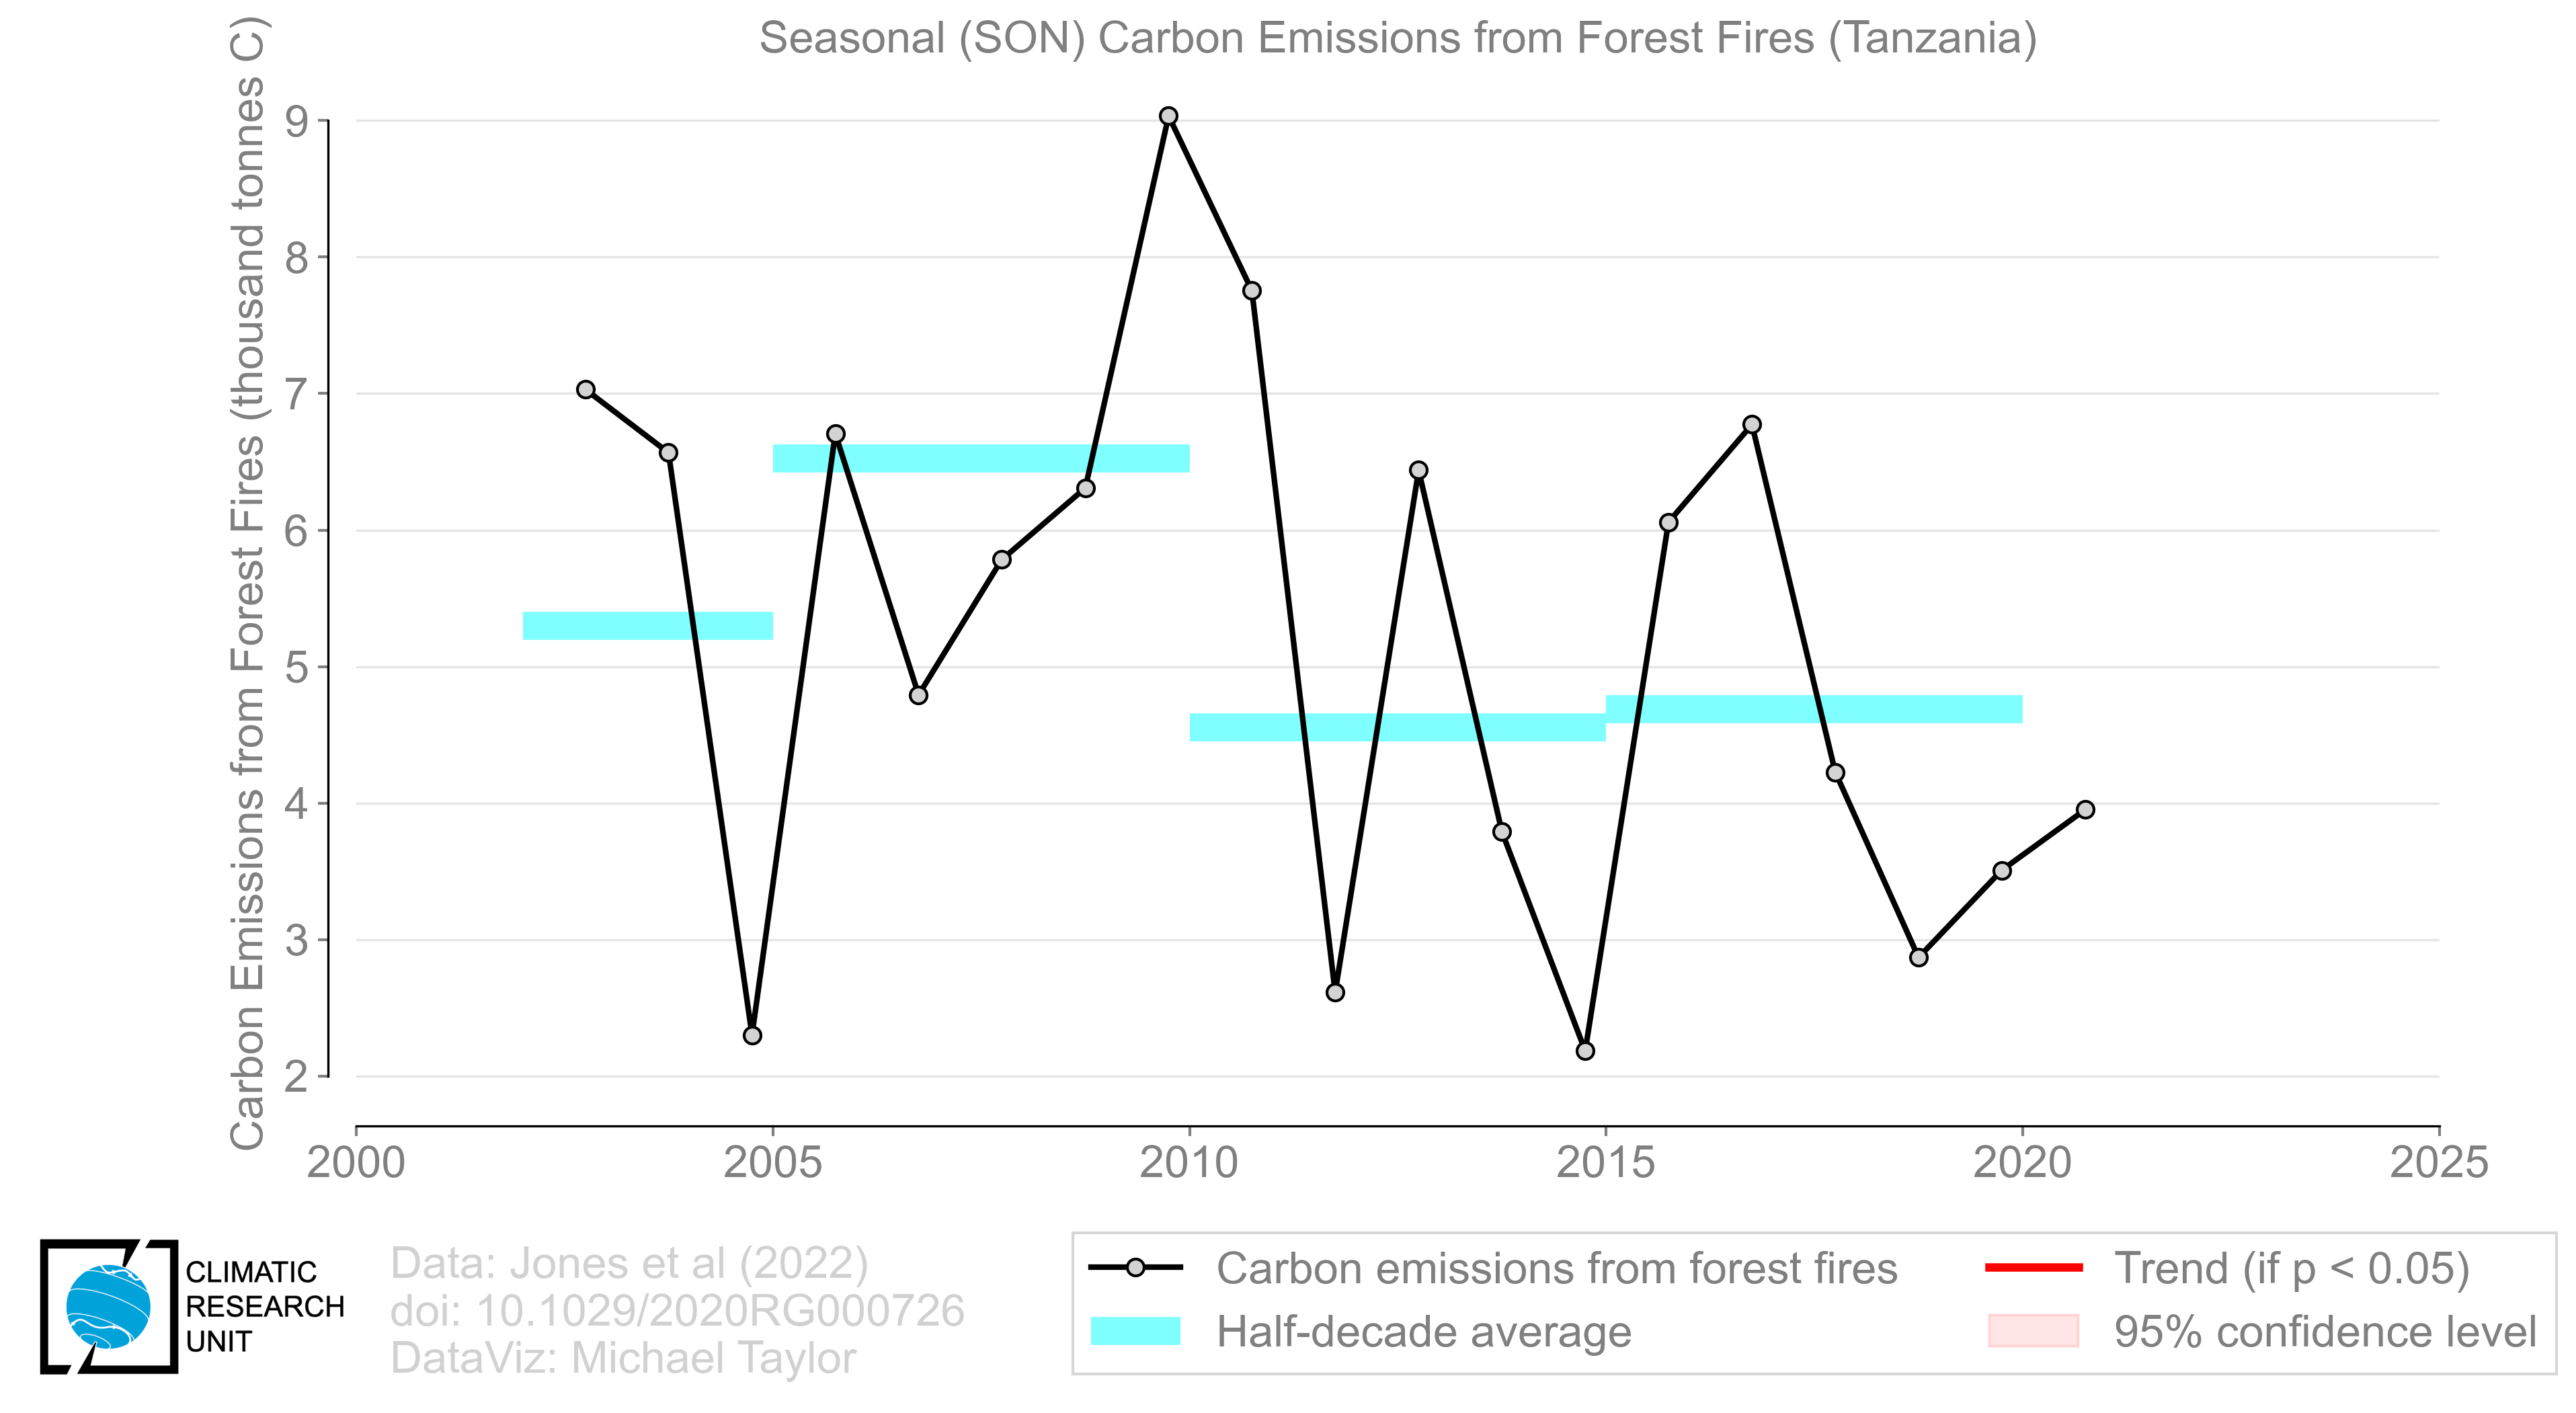 Seasonal (SON) Carbon Emissions from Forest Fires (Tanzania)
Carbon Emissions from Forest Fires (thousand tonnes C)
9
8
7
6
5
4
3
2
2000 2005 2010 2015 2020 2025
CLIMATIC
RESEARCH
UNIT
Data: Jones et al (2022)
doi: 10.1029/2020RG000726
DataViz: Michael Taylor
Carbon emissions from forest fires
Half-decade average
Trend (if p < 0.05)
95% confidence level